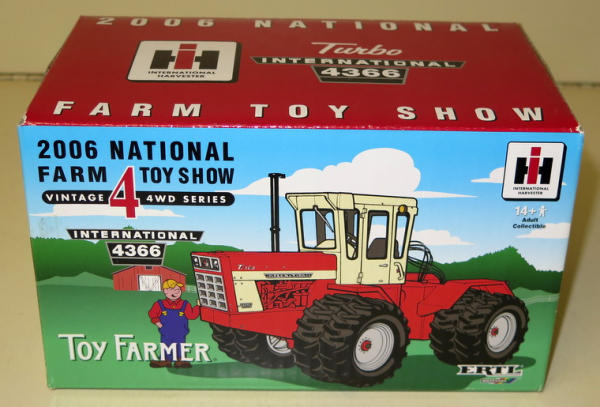 2006 NATIONAL
IH
INTERNATIONAL
HARVESTER
Turbo
INTERNATIONAL
4366
FARM TOY SHOW
2006 NATIONAL
FARM 4 TOY SHOW
VINTAGE 4WD SERIES
INTERNATIONAL
4366
TOY FARMER
IH
INTERNATIONAL
HARVESTER
14+
Adult
Collectible
ERTL